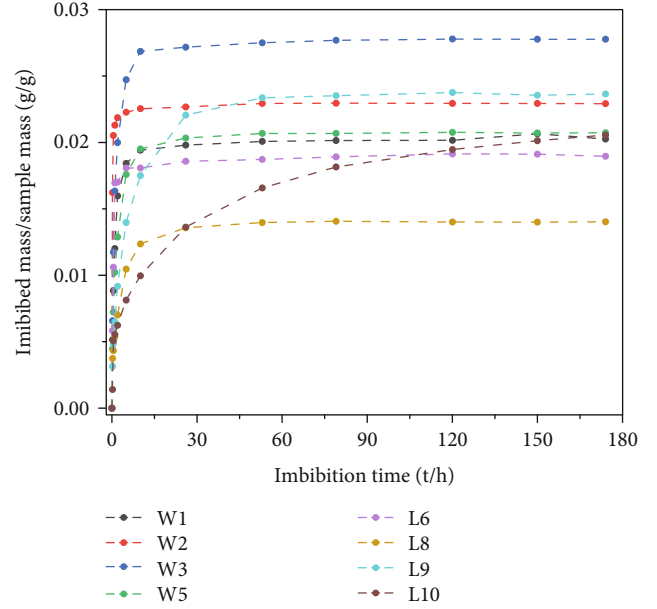 0.03
0.02
0.01
0.00
Imibibed mass/sample mass (g/g)
0 30 60 90 120 150 180
Imbibition time (t/h)
W1 L6
W2 L8
W3 L9
W5 L10